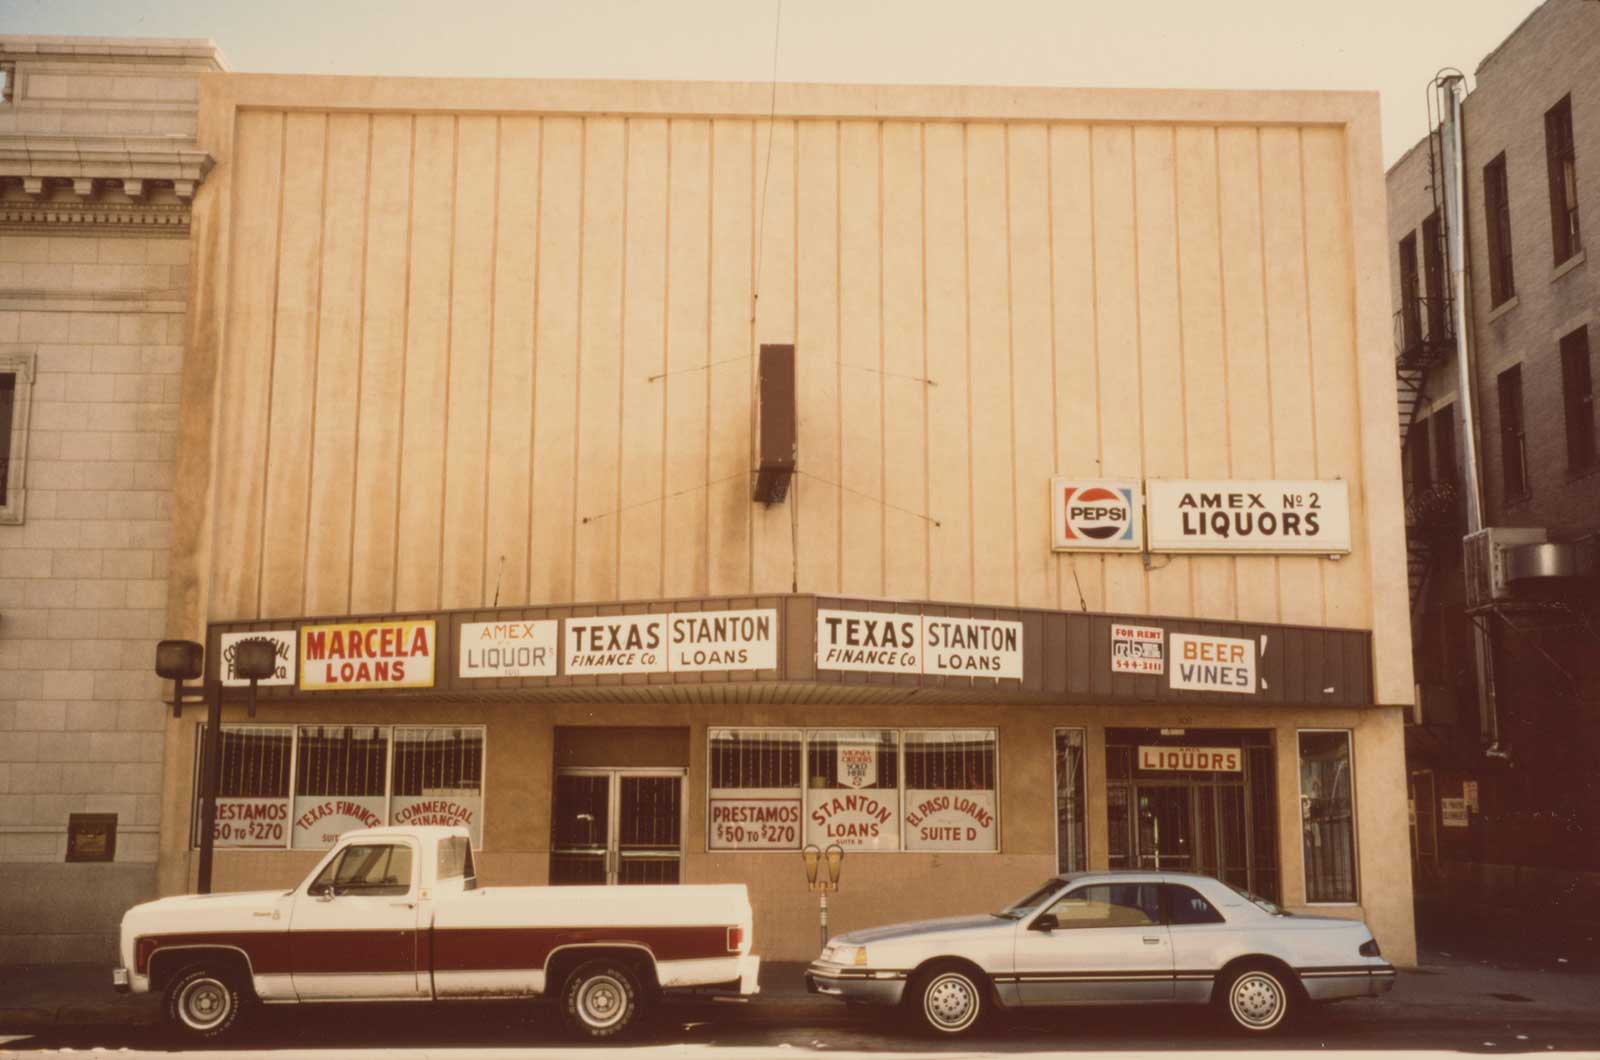 PEPSI
AMEX No 2
LIQUORS
COMMERCIAL
CO.
MARCELA
LOANS
AMEX
LIQUORS
TEXAS
FINANCE CO.
STANTON
LOANS
TEXAS
FINANCE CO.
STANTON
LOANS
FOR RENT
544-3111
BEER
WINES
LIQUORS
PRESTAMOS
50 TO $270
TEXAS FINANCE
COMMERCIAL
FINANCE
MONEY
ORDERS
SOLD
HERE
PRESTAMOS
$50 TO $270
STANTON
LOANS
SUITE B
EL PASO LOANS
SUITE D